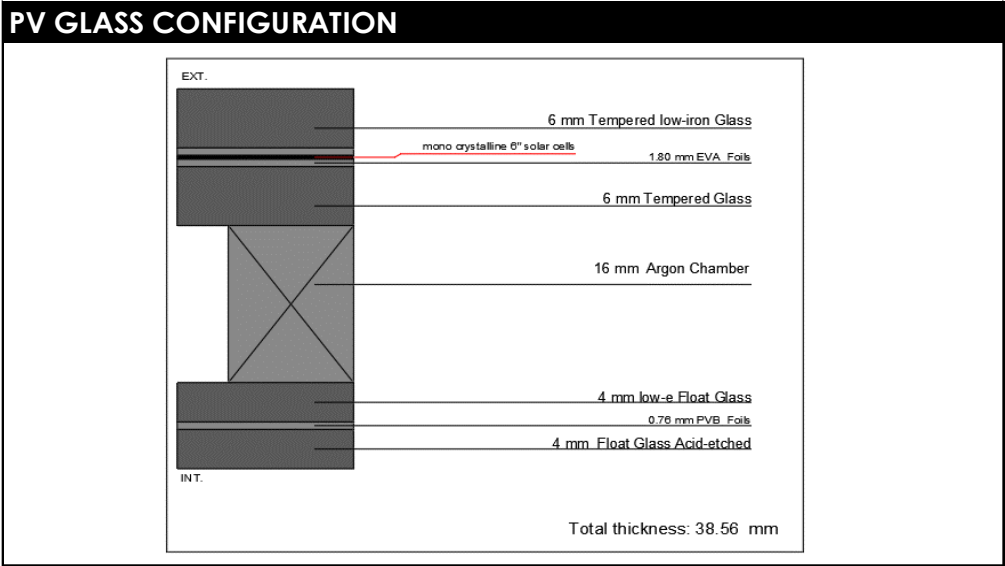 PV GLASS CONFIGURATION
EXT.
6 mm Tempered low-iron Glass
mono crystalline 6" solar cells
1.80 mm EVA Foils
6 mm Tempered Glass
16 mm Argon Chamber
4 mm low-e Float Glass
0.76 mm PVB Foils
4 mm Float Glass Acid-etched
INT.
Total thickness: 38.56 mm